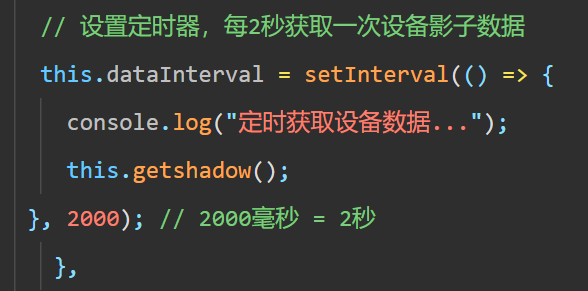 // 设置定时器，每2秒获取一次设备影子数据
this.dataInterval = setInterval(() => {
console.log("定时获取设备数据...");
this.getshadow();
}, 2000); // 2000毫秒 = 2秒
},